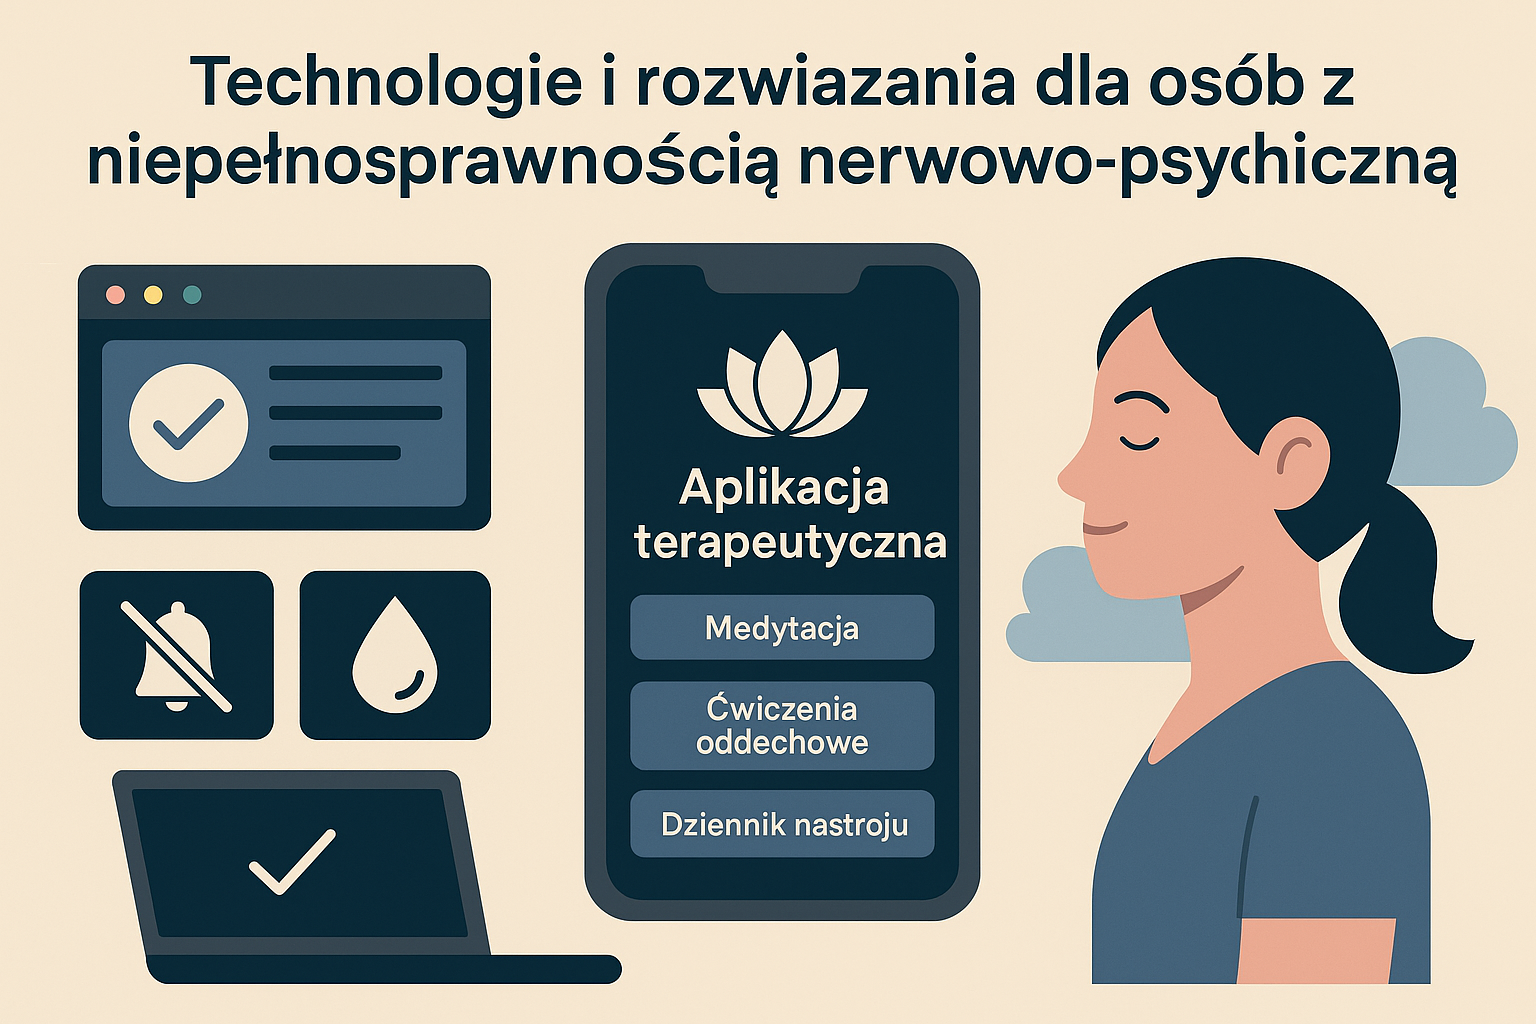 Technologie i rozwiazania dla osób z
niepełnosprawnością nerwowo-psychiczną
Aplikacja
terapeutyczna
Medytacja
Ćwiczenia
oddechowe
Dziennik nastroju